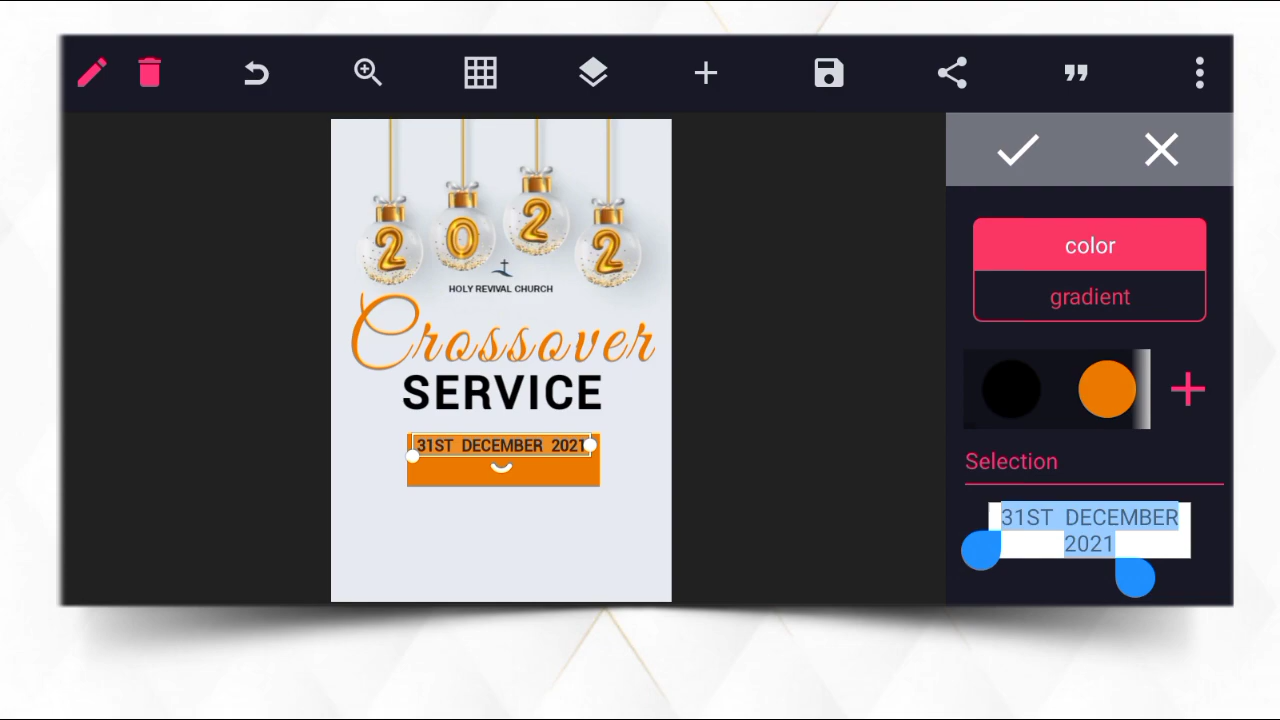 2022
HOLY REVIVAL CHURCH
Crossover
SERVICE
31ST DECEMBER 2021
color
gradient
Selection
31ST DECEMBER
2021